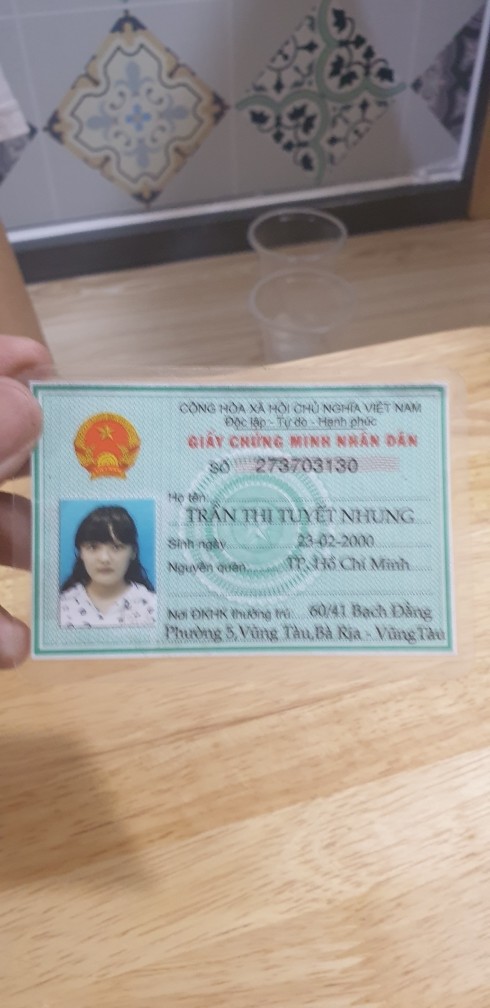 CỘNG HÒA XÃ HỘI CHỦ NGHĨA VIỆT NAM
Độc lập - Tự do - Hạnh phúc
GIẤY CHỨNG MINH NHÂN DÂN
SỐ 273703130
Họ tên:
TRẦN THỊ TUYẾT NHUNG
Sinh ngày 23-02-2000
Nguyên quán TP. Hồ Chí Minh
Nơi ĐKHK thường trú: 60/41 Bạch Đằng
Phường 5,Vũng Tàu,Bà Rịa - VũngTàu